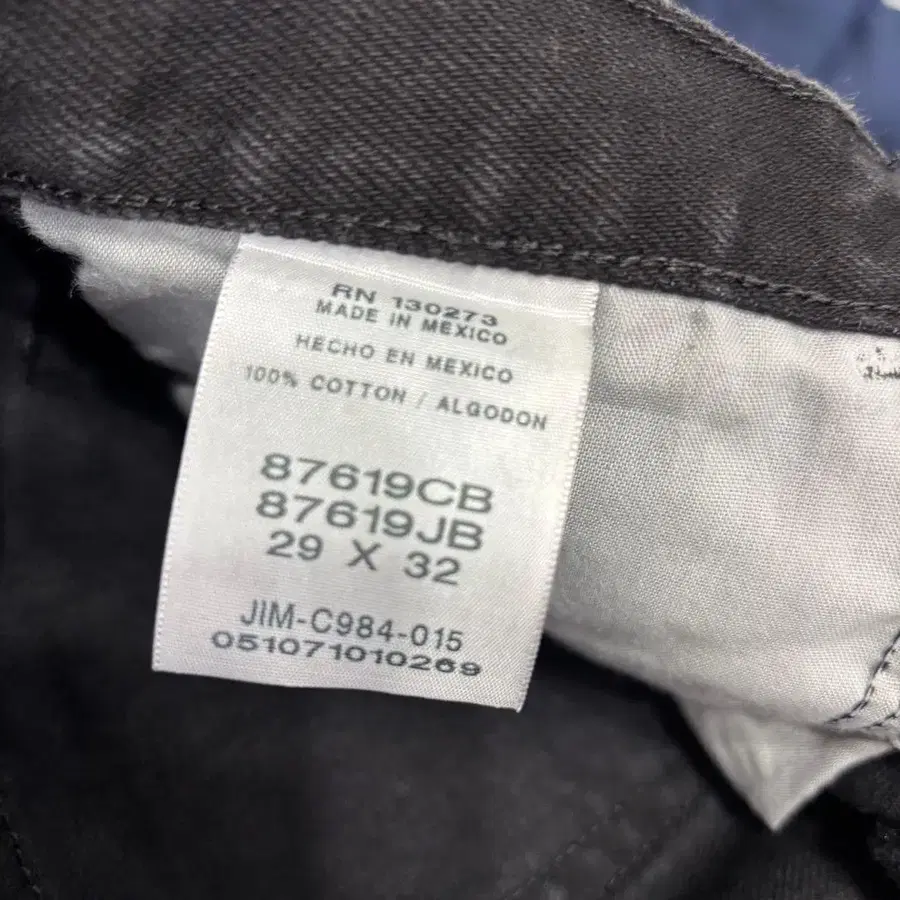 RN 130273
MADE IN MEXICO
HECHO EN MEXICO
100% COTTON / ALGODON
87619CB
87619JB
29 X 32
JIM-C984-015
051071010269